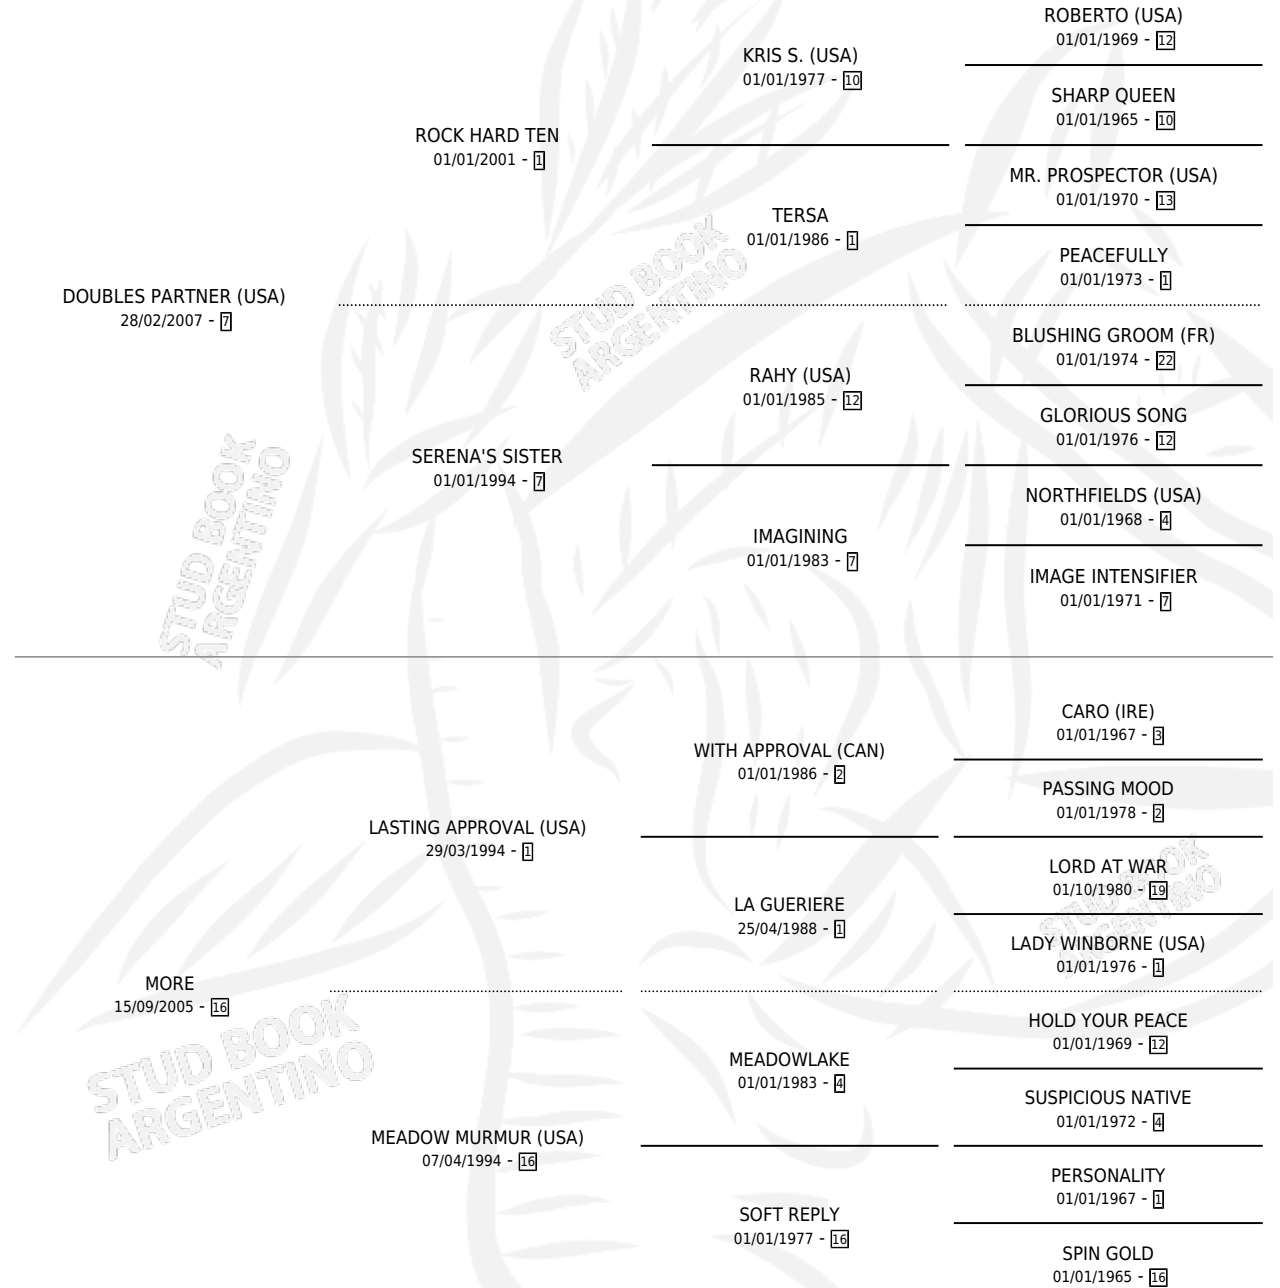 ROBERTO (USA)
01/01/1969 - 12
KRIS S. (USA)
01/01/1977 - 10
SHARP QUEEN
01/01/1965 - 10
ROCK HARD TEN
01/01/2001 - 1
MR. PROSPECTOR (USA)
01/01/1970 - 13
TERSA
01/01/1986 - 1
PEACEFULLY
01/01/1973 - 1
DOUBLES PARTNER (USA)
28/02/2007 - 7
BLUSHING GROOM (FR)
01/01/1974 - 22
RAHY (USA)
01/01/1985 - 12
GLORIOUS SONG
01/01/1976 - 12
SERENA'S SISTER
01/01/1994 - 7
NORTHFIELDS (USA)
01/01/1968 - 4
IMAGINING
01/01/1983 - 7
IMAGE INTENSIFIER
01/01/1971 - 7
STUD BOOK
ARGENTINO
STUD BOOK
ARGENTINO
CARO (IRE)
01/01/1967 - 3
WITH APPROVAL (CAN)
01/01/1986 - 2
PASSING MOOD
01/01/1978 - 2
LASTING APPROVAL (USA)
29/03/1994 - 1
LORD AT WAR
01/10/1980 - 19
LA GUERIERE
25/04/1988 - 1
LADY WINBORNE (USA)
01/01/1976 - 1
MORE
15/09/2005 - 16
HOLD YOUR PEACE
01/01/1969 - 12
MEADOWLAKE
01/01/1983 - 4
SUSPICIOUS NATIVE
01/01/1972 - 4
MEADOW MURMUR (USA)
07/04/1994 - 16
PERSONALITY
01/01/1967 - 1
SOFT REPLY
01/01/1977 - 16
SPIN GOLD
01/01/1965 - 16
STUD BOOK
ARGENTINO
STUD BOOK
ARGENTINO